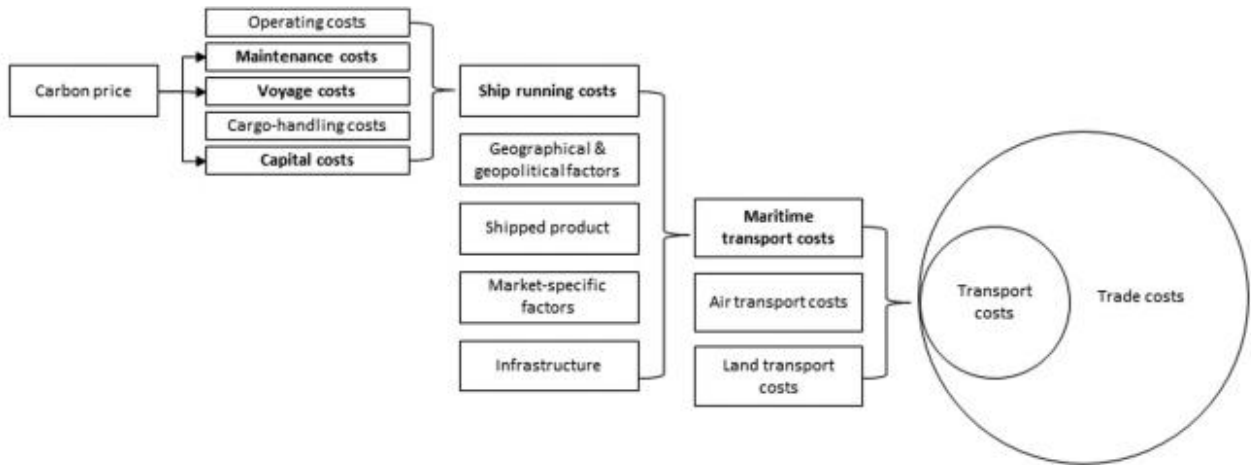 Carbon price
Operating costs
Maintenance costs
Voyage costs
Cargo-handling costs
Capital costs
Ship running costs
Geographical &
geopolitical factors
Shipped product
Market-specific
factors
Infrastructure
Maritime
transport costs
Air transport costs
Land transport
costs
Transport
costs
Trade costs